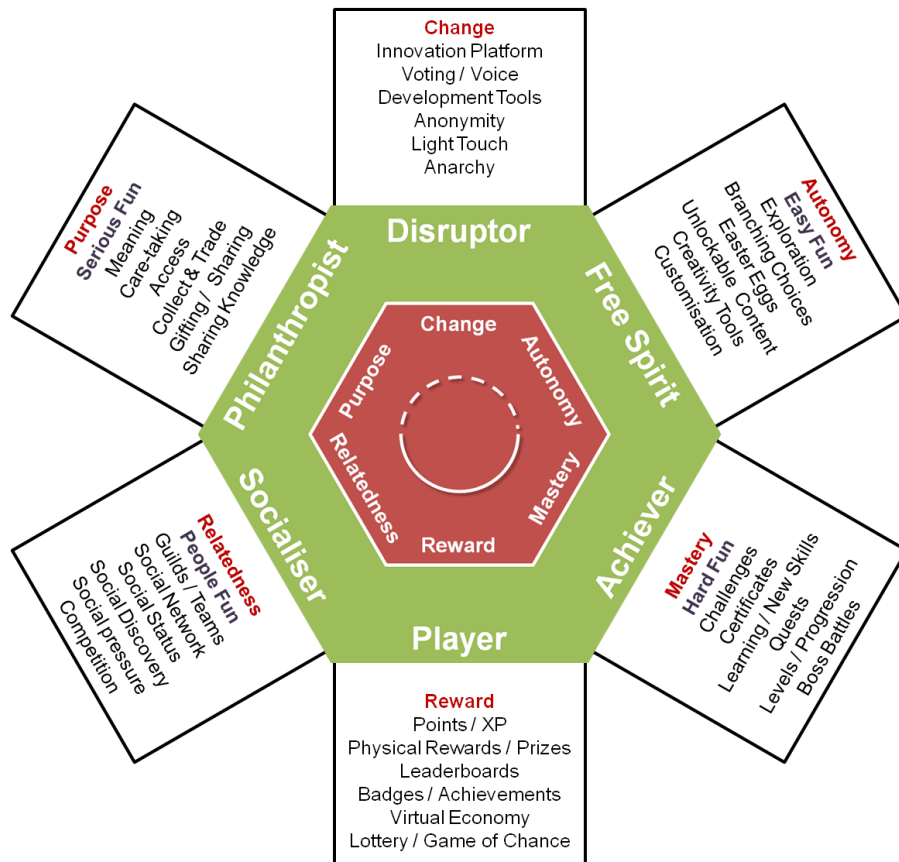 Change
Innovation Platform
Voting / Voice
Development Tools
Anonymity
Light Touch
Anarchy
Purpose
Serious Fun
Meaning
Care-taking
Access
Collect & Trade
Gifting / Sharing
Sharing Knowledge
Autonomy
Easy Fun
Exploration
Branching Choices
Easter Eggs
Unlockable Content
Creativity Tools
Customisation
Disruptor
Philanthropist
Free Spirit
Change
Purpose
Autonomy
Relatedness
Mastery
Reward
Socialiser
Achiever
Player
Relatedness
People Fun
Guilds / Teams
Social Network
Social Status
Social Discovery
Social pressure
Competition
Mastery
Hard Fun
Challenges
Certificates
Learning / New Skills
Quests
Levels / Progression
Boss Battles
Reward
Points / XP
Physical Rewards / Prizes
Leaderboards
Badges / Achievements
Virtual Economy
Lottery / Game of Chance